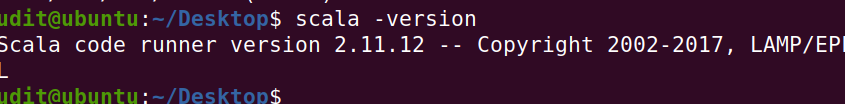 udit@ubuntu:~/Desktop$ scala -version
Scala code runner version 2.11.12 -- Copyright 2002-2017, LAMP/EPF
L
udit@ubuntu:~/Desktop$